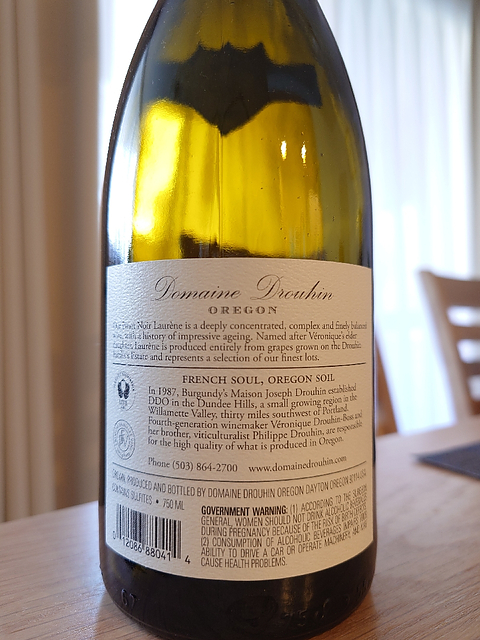 Domaine Drouhin
OREGON
Pinot Noir Laurène is a deeply concentrated, complex and finely balanced
with a history of impressive ageing. Named after Véronique's elder
daughter, Laurène is produced entirely from grapes grown on the Drouhin
Estate and represents a selection of our finest lots.
FRENCH SOUL, OREGON SOIL
In 1987, Burgundy's Maison Joseph Drouhin established
DDO in the Dundee Hills, a small growing region in the
Willamette Valley, thirty miles southwest of Portland.
Fourth-generation winemaker Véronique Drouhin-Boss and
her brother, viticulturalist Philippe Drouhin, are responsible
for the high quality of what is produced in Oregon.
Phone (503) 864-2700 www.domainedrouhin.com
PRODUCED AND BOTTLED BY DOMAINE DROUHIN OREGON DAYTON OREGON
CONTAINS SULFITES • 750 ML
GOVERNMENT WARNING: (1) ACCORDING TO THE SURGEON
GENERAL, WOMEN SHOULD NOT DRINK ALCOHOLIC BEVERAGES
DURING PREGNANCY BECAUSE OF THE RISK OF BIRTH DEFECTS.
(2) CONSUMPTION OF ALCOHOLIC BEVERAGES IMPAIRS YOUR
ABILITY TO DRIVE A CAR OR OPERATE MACHINERY, AND MAY
CAUSE HEALTH PROBLEMS.
0 12086 88041 4